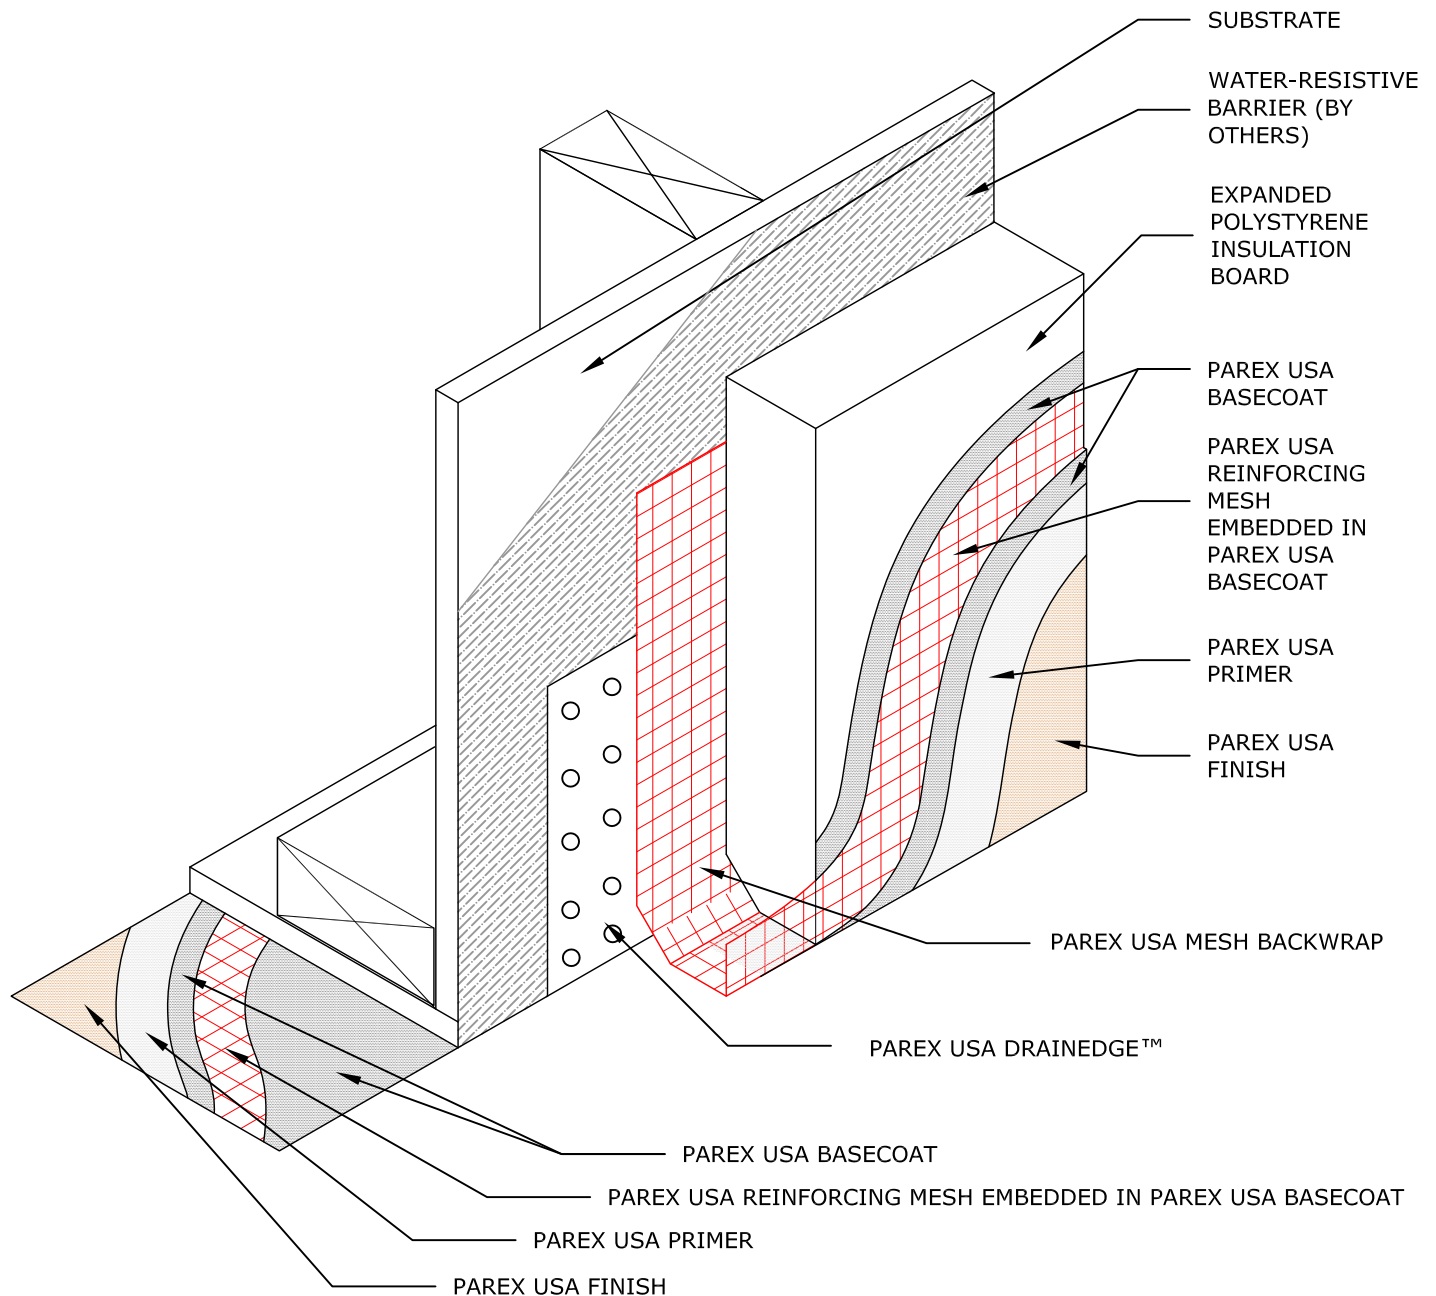 SUBSTRATE
WATER-RESISTIVE
BARRIER (BY
OTHERS)
EXPANDED
POLYSTYRENE
INSULATION
BOARD
PAREX USA
BASECOAT
PAREX USA
REINFORCING
MESH
EMBEDDED IN
PAREX USA
BASECOAT
PAREX USA
PRIMER
PAREX USA
FINISH
PAREX USA MESH BACKWRAP
PAREX USA DRAINEDGE™
PAREX USA BASECOAT
PAREX USA REINFORCING MESH EMBEDDED IN PAREX USA BASECOAT
PAREX USA PRIMER
PAREX USA FINISH